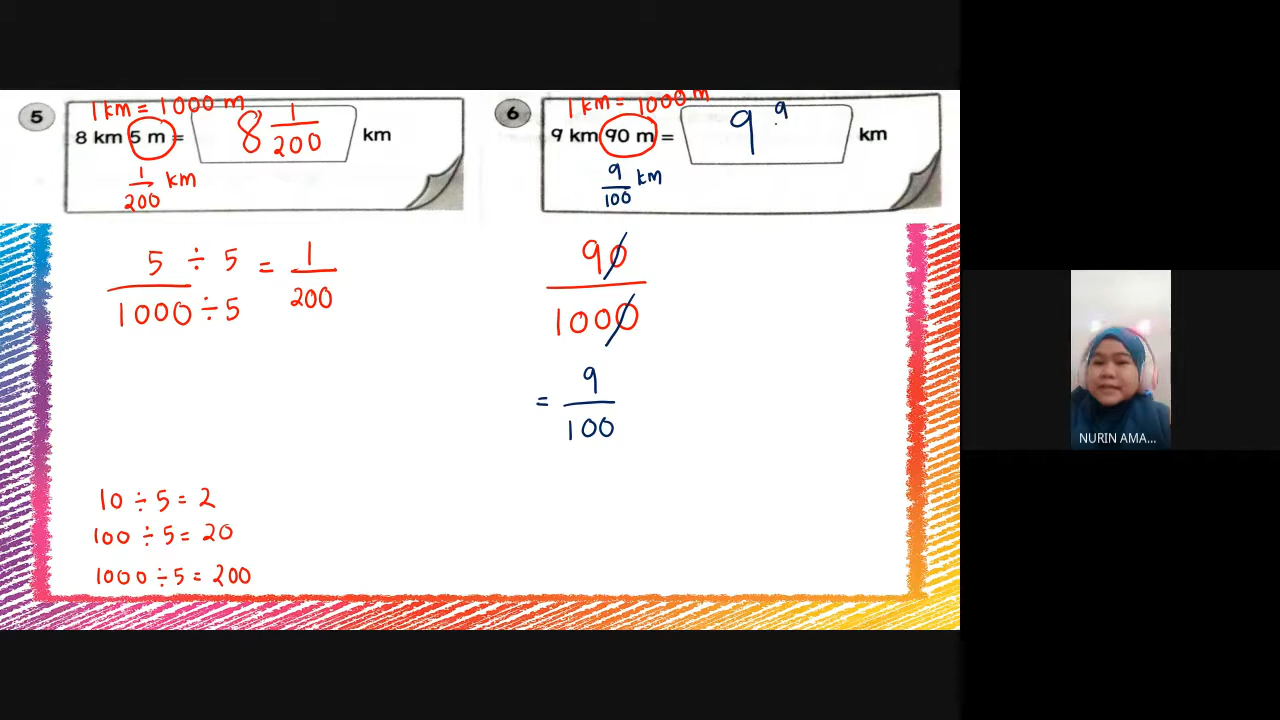 5
1 km = 1000 m
8 km 5 m = 8 1/200 km
1/200 km
5 ÷ 5 / 1000 ÷ 5 = 1/200
10 ÷ 5 = 2
100 ÷ 5 = 20
1000 ÷ 5 = 200
6
1 km = 1000 m
9 km 90 m = 9 9 km
9/100 km
90/1000
= 9/100
NURIN AMA...